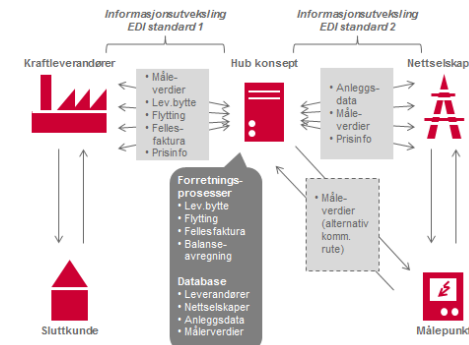 Informasjonsutveksling
EDI standard 1
Informasjonsutveksling
EDI standard 2
Kraftleverandører
Hub konsept
Nettselskap
• Måle-
verdier
• Lev.bytte
• Flytting
• Felles-
faktura
• Prisinfo
• Anleggs-
data
• Måle-
verdier
• Prisinfo
Forretnings-
prosesser
• Lev.bytte
• Flytting
• Fellesfaktura
• Balanse-
avregning
Database
• Leverandører
• Nettselskaper
• Anleggsdata
• Målerverdier
• Måle-
verdier
(alternativ
komm.
rute)
Sluttkunde
Målepunkt